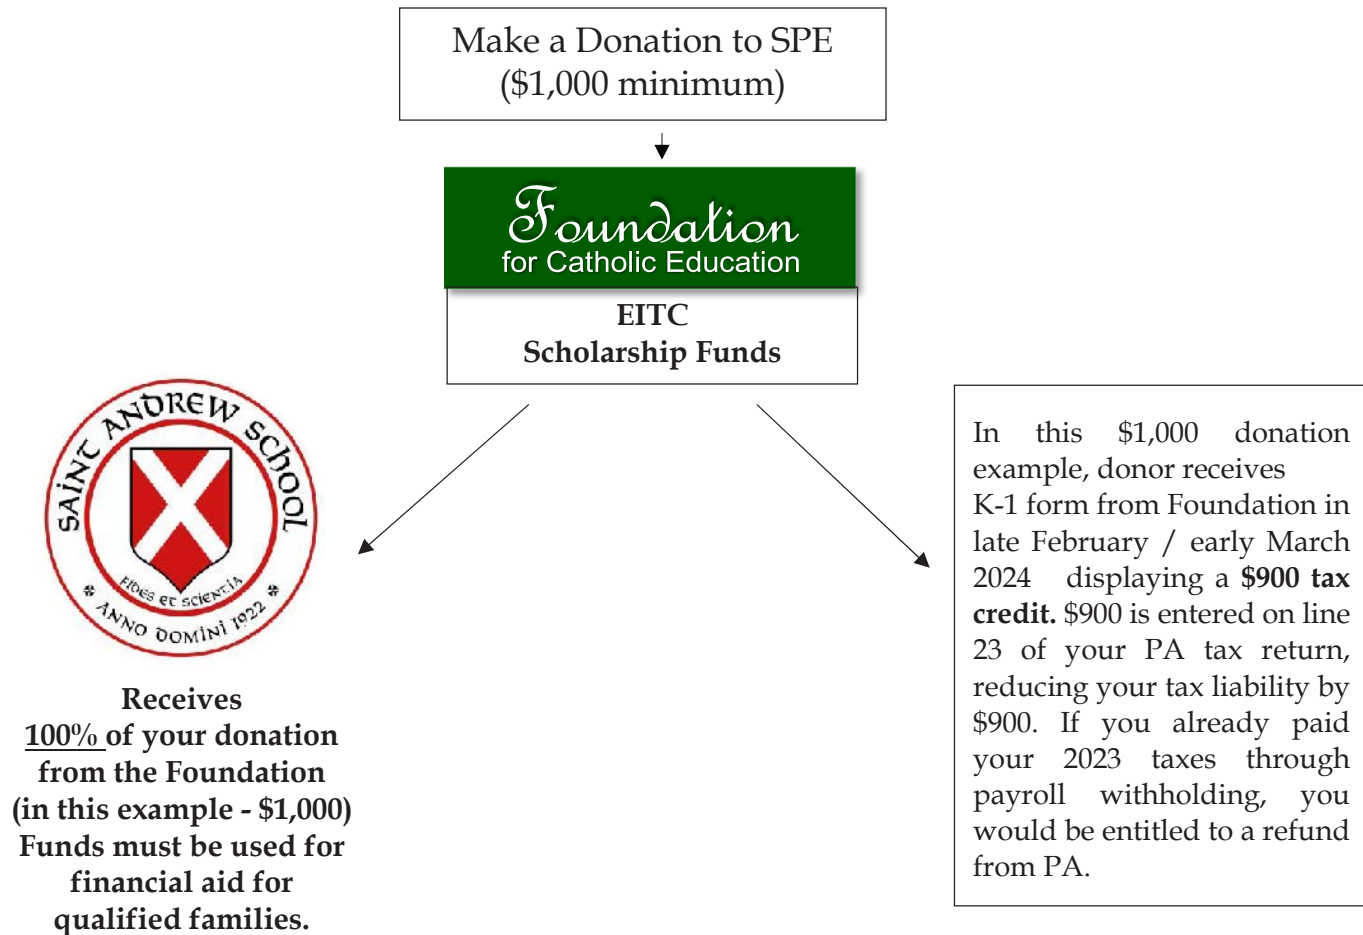 Make a Donation to SPE
($1,000 minimum)
Foundation
for Catholic Education
EITC
Scholarship Funds
SAINT ANDREW SCHOOL
FIDES ET SCIENTIA
ANNO DOMINI 1922
Receives
100% of your donation
from the Foundation
(in this example - $1,000)
Funds must be used for
financial aid for
qualified families.
In this $1,000 donation
example, donor receives
K-1 form from Foundation in
late February / early March
2024 displaying a $900 tax
credit. $900 is entered on line
23 of your PA tax return,
reducing your tax liability by
$900. If you already paid
your 2023 taxes through
payroll withholding, you
would be entitled to a refund
from PA.